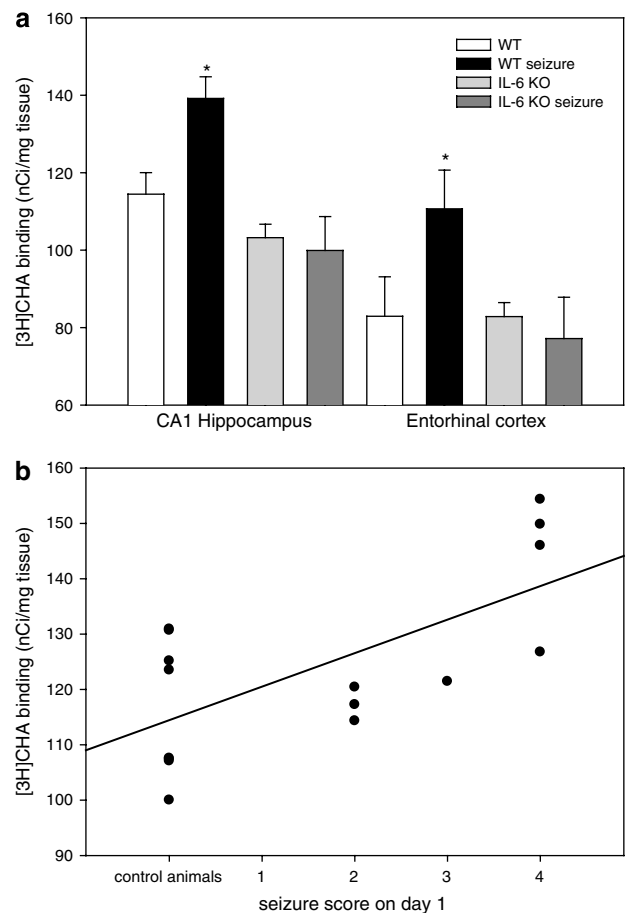 a
160
140
120
100
80
60
[3H]CHA binding (nCi/mg tissue)
WT
WT seizure
IL-6 KO
IL-6 KO seizure
*
*
CA1 Hippocampus
Entorhinal cortex
b
160
150
140
130
120
110
100
90
[3H]CHA binding (nCi/mg tissue)
control animals 1 2 3 4
seizure score on day 1